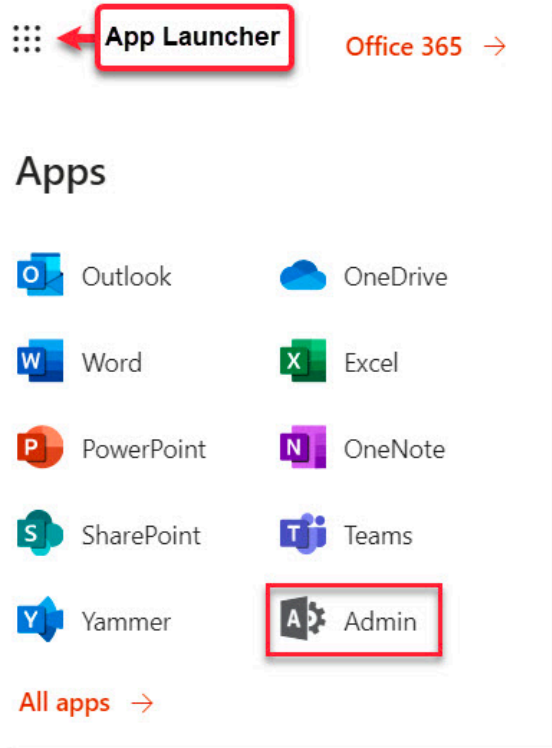 App Launcher
Office 365 →
Apps
O Outlook
OneDrive
W Word
X Excel
P PowerPoint
N OneNote
S SharePoint
T Teams
Y Yammer
A Admin
All apps →